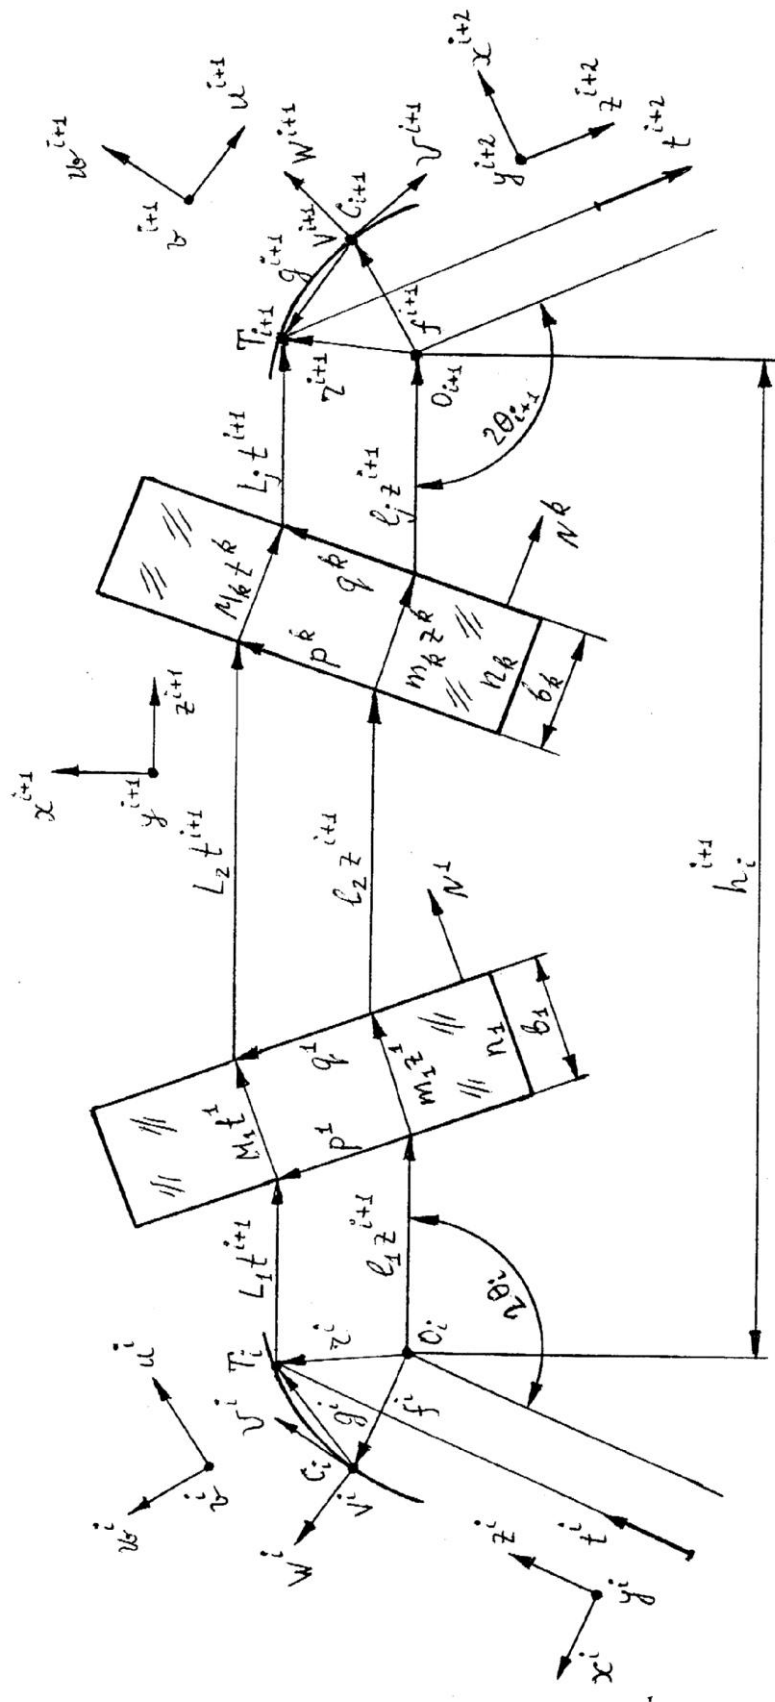 w^i
u^i
v^i
x^i
z^i
y^i
t^i
W^i
V^i
C_i
g^i
f^i
T_i
r^i
O_i
2θ_i
L_1 t^{i+1}
l_1 z^{i+1}
M_1 t^1
p^1
q^1
m_1 z^1
n_1
b_1
N^1
L_2 t^{i+1}
l_2 z^{i+1}
x^{i+1}
y^{i+1}
z^{i+1}
M_k t^k
p^k
q^k
m_k z^k
n_k
b_k
N^k
L_j t^{i+1}
l_j z^{i+1}
T_{i+1}
r^{i+1}
O_{i+1}
2θ_{i+1}
g^{i+1}
f^{i+1}
V^{i+1}
C_{i+1}
W^{i+1}
v^{i+1}
w^{i+1}
u^{i+1}
x^{i+2}
y^{i+2}
z^{i+2}
t^{i+2}
h_i^{i+1}